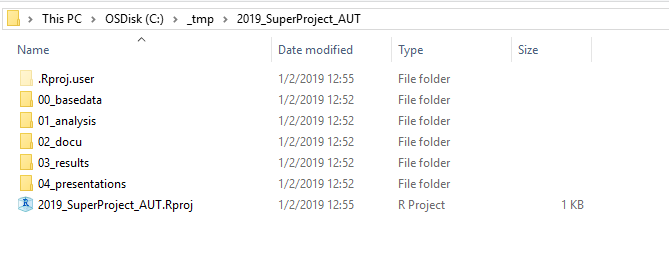 This PC > OSDisk (C:) > _tmp > 2019_SuperProject_AUT
Name Date modified Type Size
.Rproj.user 1/2/2019 12:55 File folder
00_basedata 1/2/2019 12:52 File folder
01_analysis 1/2/2019 12:52 File folder
02_docu 1/2/2019 12:52 File folder
03_results 1/2/2019 12:52 File folder
04_presentations 1/2/2019 12:52 File folder
2019_SuperProject_AUT.Rproj 1/2/2019 12:55 R Project 1 KB